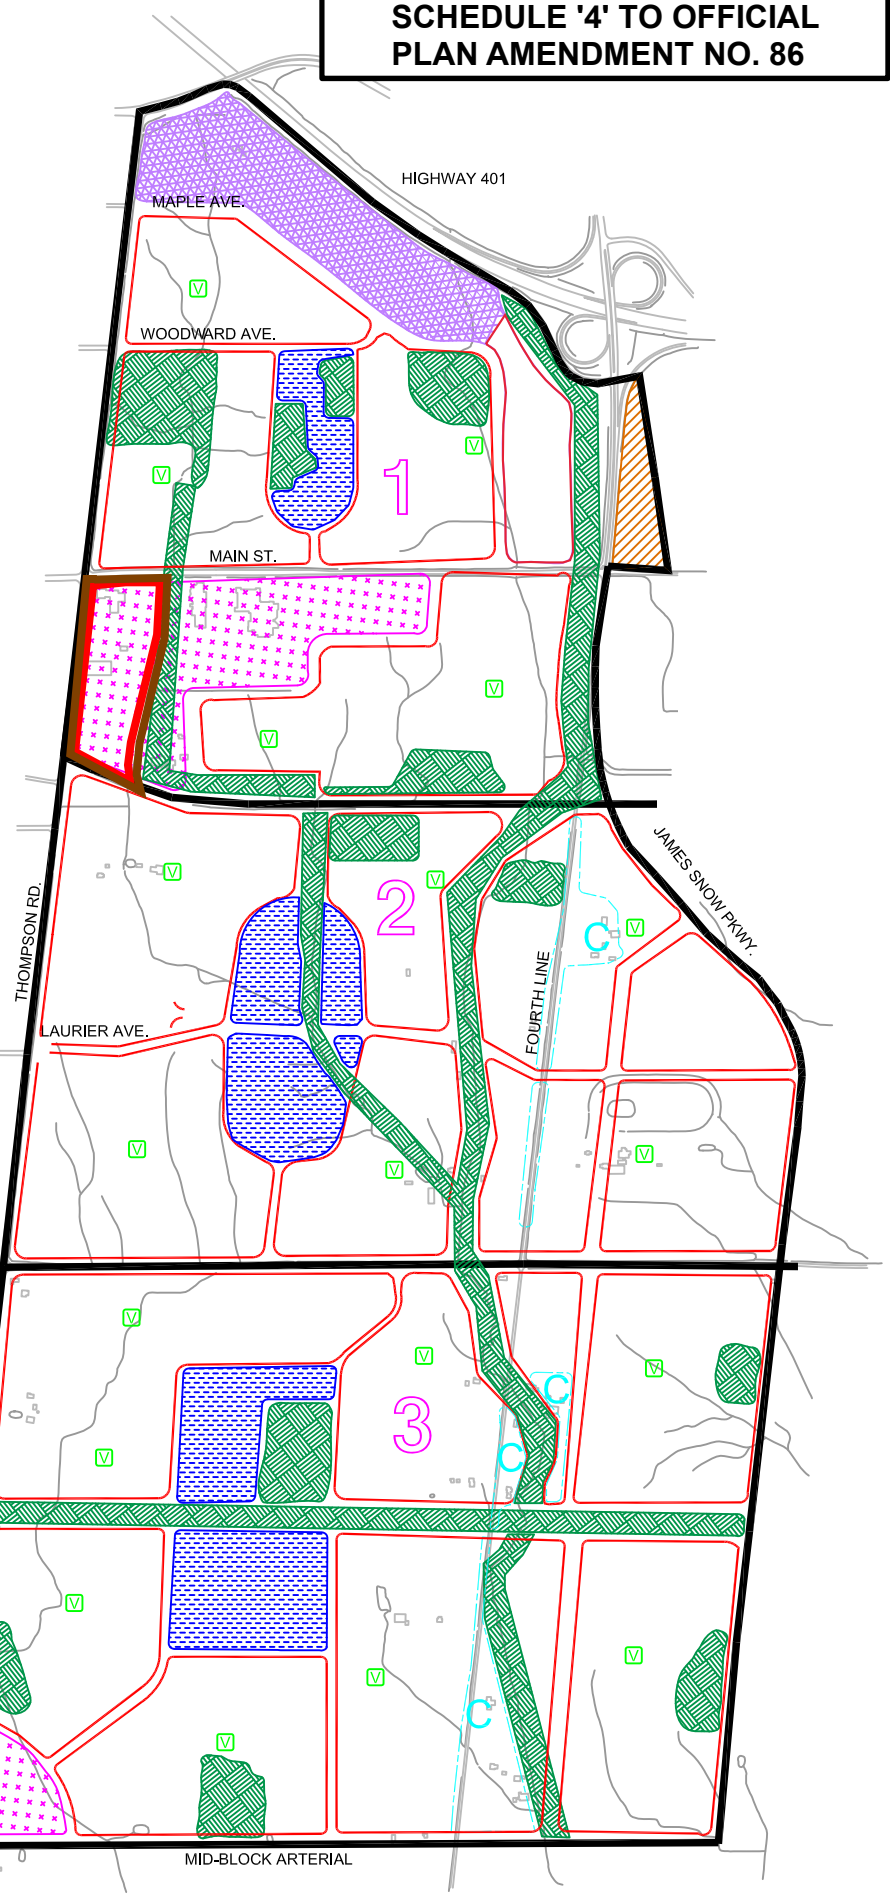 SCHEDULE '4' TO OFFICIAL
PLAN AMENDMENT NO. 86
HIGHWAY 401
MAPLE AVE.
V
WOODWARD AVE.
V
V
1
MAIN ST.
V
V
JAMES SNOW PKWY.
V
V
2
V
C
THOMPSON RD.
FOURTH LINE
LAURIER AVE.
V
V
V
V
V
V
C
3
V
C
V
V
V
C
V
MID-BLOCK ARTERIAL